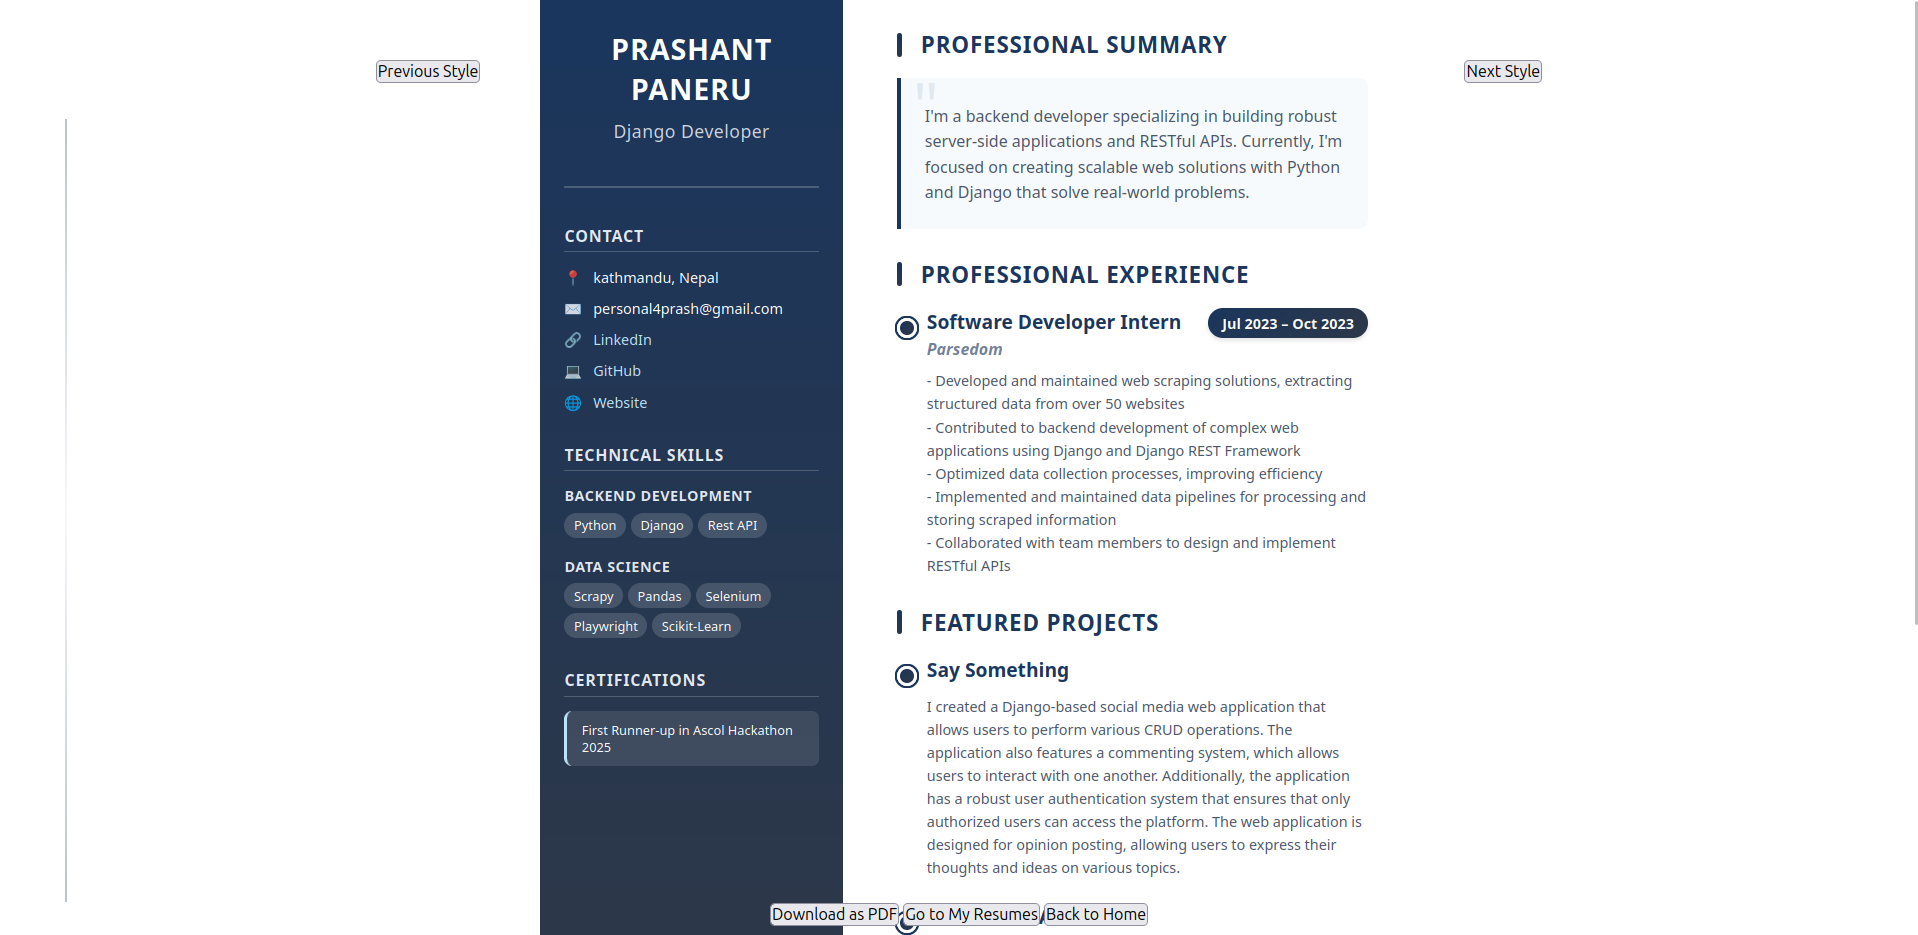 Previous Style
Next Style
PRASHANT
PANERU
Django Developer
CONTACT
kathmandu, Nepal
personal4prash@gmail.com
LinkedIn
GitHub
Website
TECHNICAL SKILLS
BACKEND DEVELOPMENT
Python Django Rest API
DATA SCIENCE
Scrapy Pandas Selenium
Playwright Scikit-Learn
CERTIFICATIONS
First Runner-up in Ascol Hackathon
2025
PROFESSIONAL SUMMARY
"
I'm a backend developer specializing in building robust
server-side applications and RESTful APIs. Currently, I'm
focused on creating scalable web solutions with Python
and Django that solve real-world problems.
PROFESSIONAL EXPERIENCE
Software Developer Intern Jul 2023 – Oct 2023
Parsedom
- Developed and maintained web scraping solutions, extracting
structured data from over 50 websites
- Contributed to backend development of complex web
applications using Django and Django REST Framework
- Optimized data collection processes, improving efficiency
- Implemented and maintained data pipelines for processing and
storing scraped information
- Collaborated with team members to design and implement
RESTful APIs
FEATURED PROJECTS
Say Something
I created a Django-based social media web application that
allows users to perform various CRUD operations. The
application also features a commenting system, which allows
users to interact with one another. Additionally, the application
has a robust user authentication system that ensures that only
authorized users can access the platform. The web application is
designed for opinion posting, allowing users to express their
thoughts and ideas on various topics.
Download as PDF Go to My Resumes Back to Home